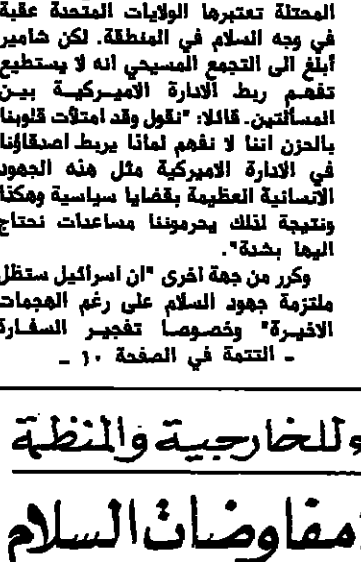 المحتلة تعتبرها الولايات المتحدة عقبة
في وجه السلام في المنطقة. لكن شامير
أبلغ الى التجمع المسيحي انه لا يستطيع
تفهم ربط الادارة الاميركية بين
المسألتين. قائلا: "نقول وقد امتلأت قلوبنا
بالحزن اننا لا نفهم لماذا يربط اصدقاؤنا
في الادارة الاميركية مثل هذه الجهود
الانسانية العظيمة بقضايا سياسية وهكذا
ونتيجة لذلك يحرموننا مساعدات نحتاج
اليها بشدة".
وكرر من جهة اخرى "ان اسرائيل ستظل
ملتزمة جهود السلام على رغم الهجمات
الاخيرة" وخصوصا تفجير السفارة
- التتمة في الصفحة ١٠ -
وللخارجية والمنظمة
مفاوضات السلام